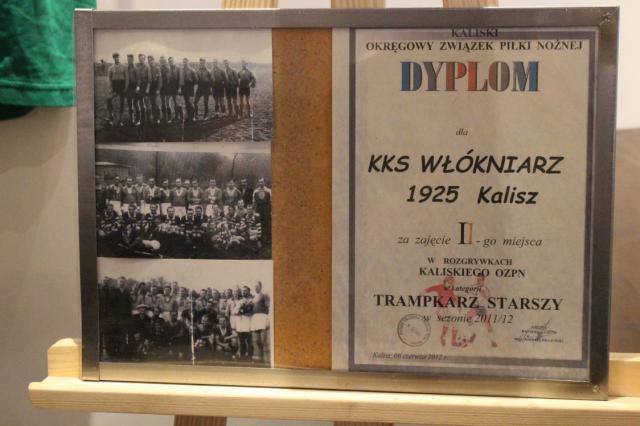 KALISKI
OKRĘGOWY ZWIĄZEK PIŁKI NOŻNEJ
DYPLOM
dla
KKS WŁÓKNIARZ
1925 Kalisz
za zajęcie II-go miejsca
W ROZGRYWKACH
KALISKIEGO OZPN
w kategorii
TRAMPKARZ STARSZY
w sezonie 2011/12
Kalisz, 06 czerwca 2012 r.